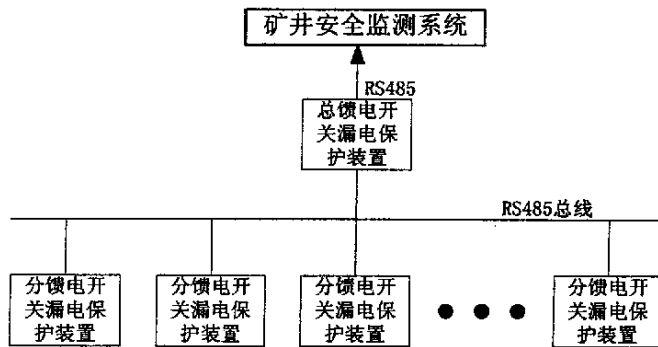 矿井安全监测系统
RS485
总馈电开
关漏电保
护装置
RS485总线
分馈电开
关漏电保
护装置
分馈电开
关漏电保
护装置
分馈电开
关漏电保
护装置
分馈电开
关漏电保
护装置